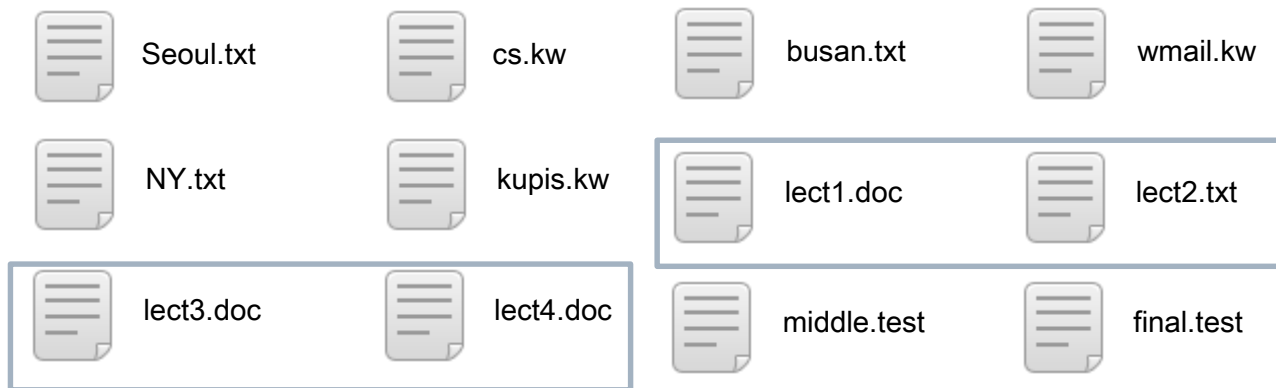 Seoul.txt cs.kw busan.txt wmail.kw
NY.txt kupis.kw lect1.doc lect2.txt
lect3.doc lect4.doc middle.test final.test